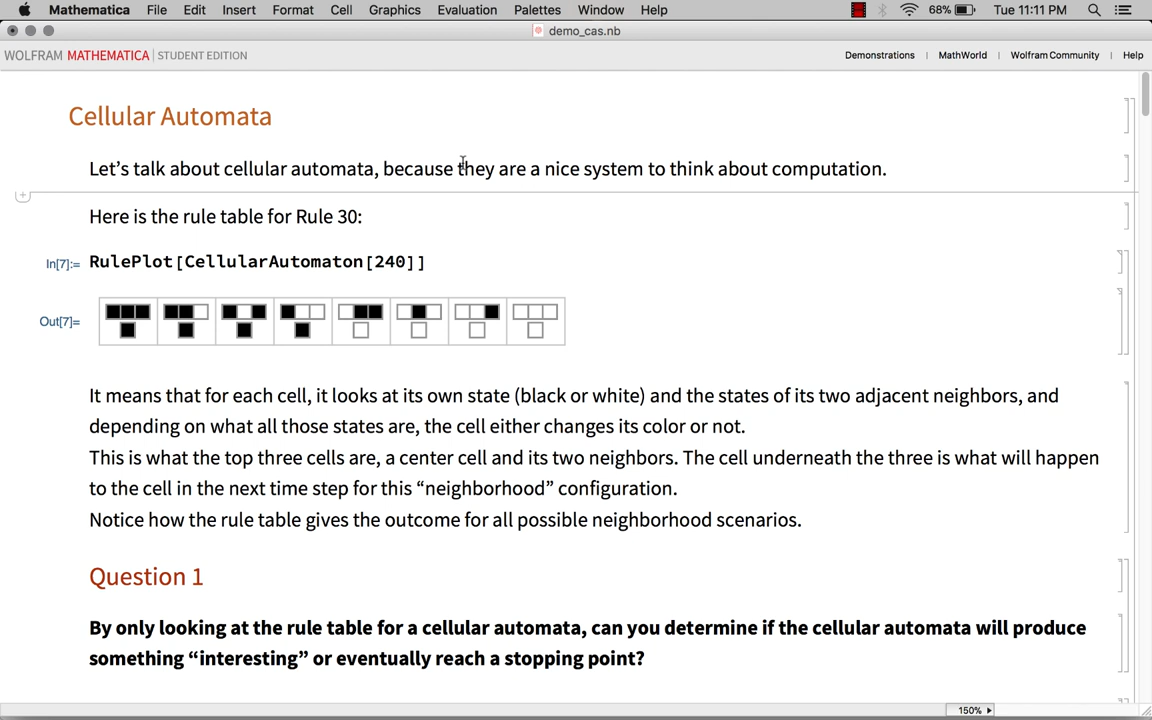 Mathematica File Edit Insert Format Cell Graphics Evaluation Palettes Window Help 68% Tue 11:11 PM
demo_cas.nb
WOLFRAM MATHEMATICA | STUDENT EDITION Demonstrations | MathWorld | Wolfram Community | Help
Cellular Automata
Let's talk about cellular automata, because they are a nice system to think about computation.
Here is the rule table for Rule 30:
In[7]:= RulePlot[CellularAutomaton[240]]
Out[7]=
It means that for each cell, it looks at its own state (black or white) and the states of its two adjacent neighbors, and
depending on what all those states are, the cell either changes its color or not.
This is what the top three cells are, a center cell and its two neighbors. The cell underneath the three is what will happen
to the cell in the next time step for this “neighborhood” configuration.
Notice how the rule table gives the outcome for all possible neighborhood scenarios.
Question 1
By only looking at the rule table for a cellular automata, can you determine if the cellular automata will produce
something “interesting” or eventually reach a stopping point?
150%